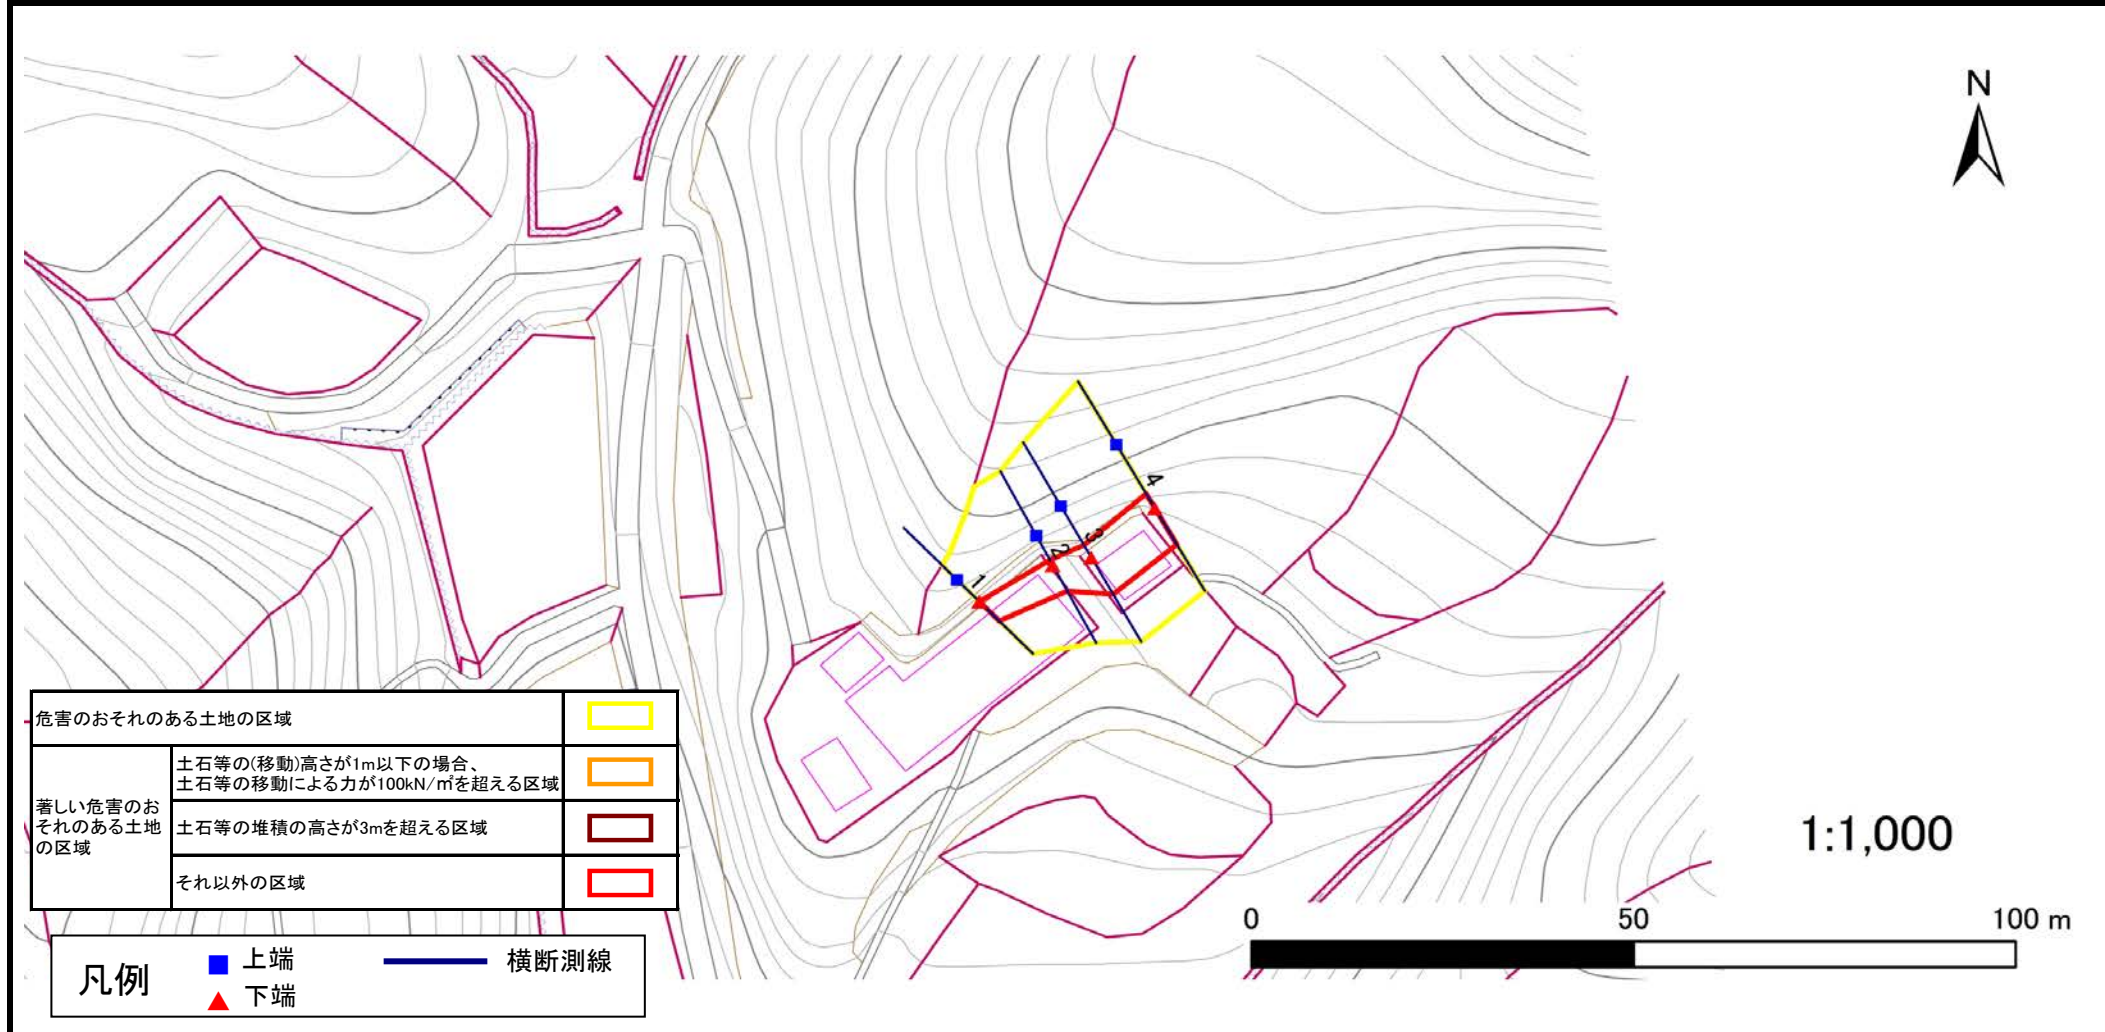 N
4
3
2
1
危害のおそれのある土地の区域
著しい危害のお
それのある土地
の区域
土石等の(移動)高さが1m以下の場合、
土石等の移動による力が100kN/㎡を超える区域
土石等の堆積の高さが3mを超える区域
それ以外の区域
凡例
上端
下端
横断測線
1:1,000
0 50 100 m